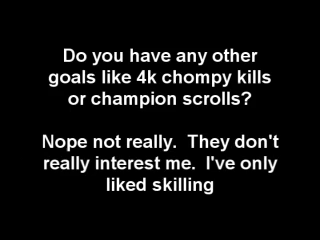 Do you have any other
goals like 4k chompy kills
or champion scrolls?
Nope not really.  They don't
really interest me.  I've only
liked skilling